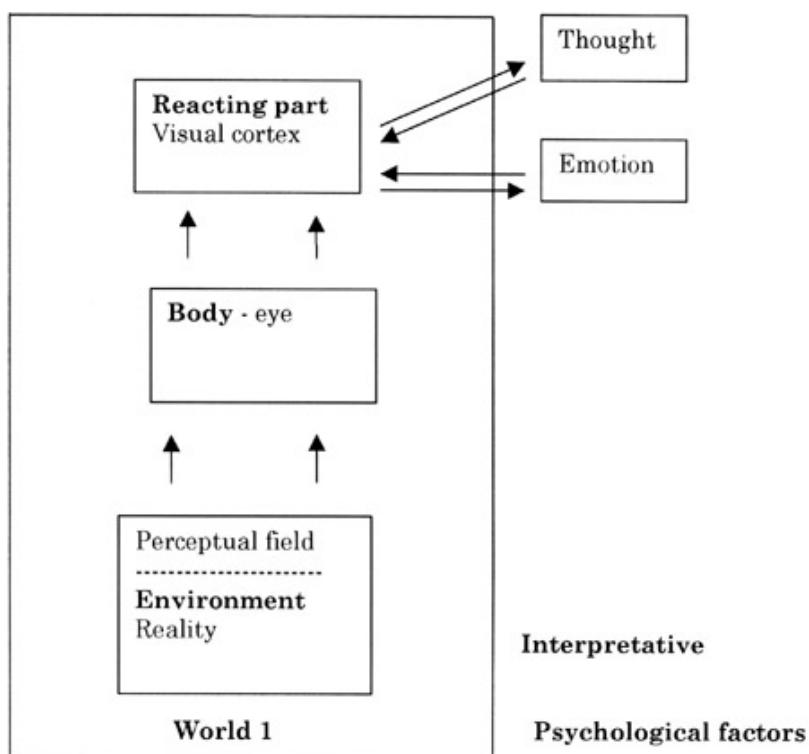 Thought
Reacting part
Visual cortex
Emotion
Body - eye
Perceptual field
Environment
Reality
Interpretative
World 1
Psychological factors